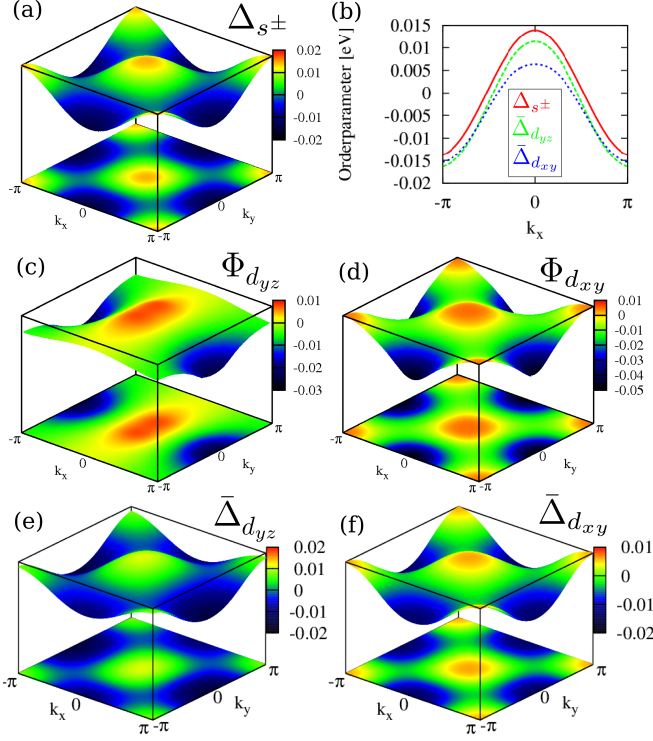 (a)
Δs±
0.02
0.01
0
-0.01
-0.02
-π
0
kx
π
-π
0
ky
π
(b)
Orderparameter [eV]
0.015
0.01
0.005
0
-0.005
-0.01
-0.015
-0.02
Δs±
Δ̄dyz
Δ̄dxy
-π
0
π
kx
(c)
Φdyz
0.01
0
-0.01
-0.02
-0.03
-π
0
kx
π
-π
0
ky
π
(d)
Φdxy
0.01
0
-0.01
-0.02
-0.03
-0.04
-0.05
-π
0
kx
π
-π
0
ky
π
(e)
Δ̄dyz
0.02
0.01
0
-0.01
-0.02
-π
0
kx
π
-π
0
ky
π
(f)
Δ̄dxy
0.01
0
-0.01
-0.02
-π
0
kx
π
-π
0
ky
π